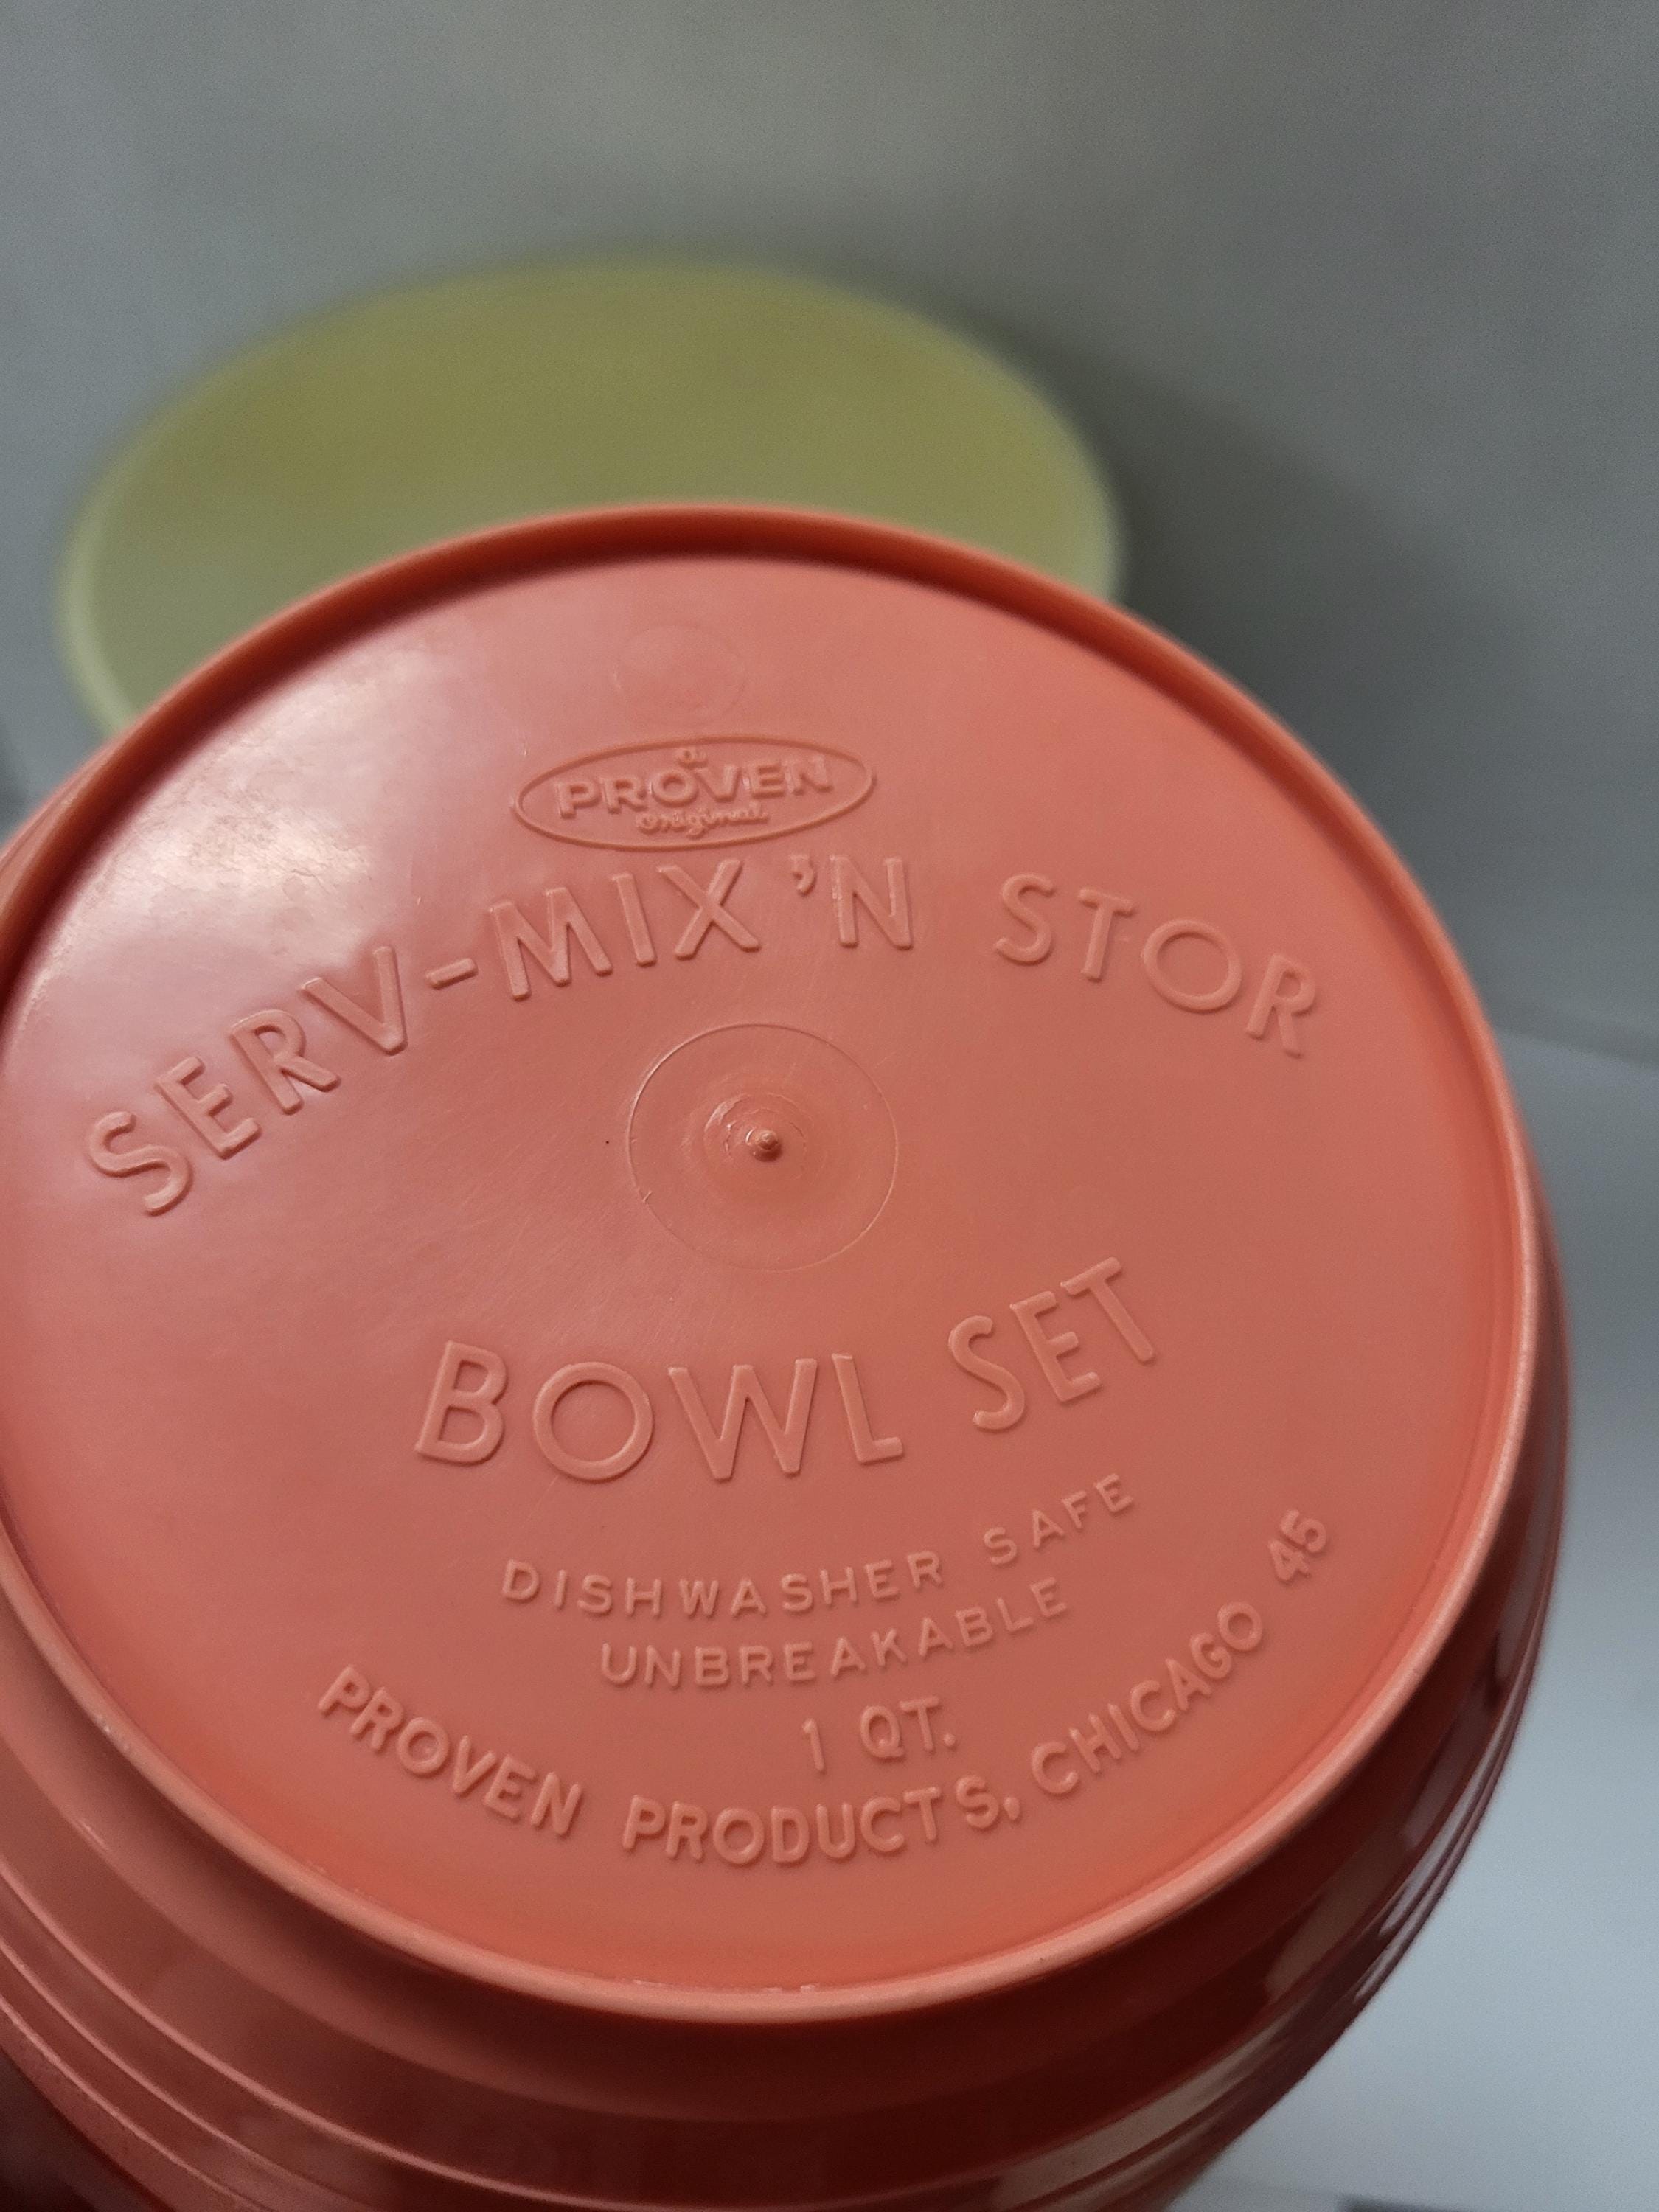 a
PROVEN
Original
SERV-MIX 'N STOR
BOWL SET
DISHWASHER SAFE
UNBREAKABLE
1 QT.
PROVEN PRODUCTS, CHICAGO 45